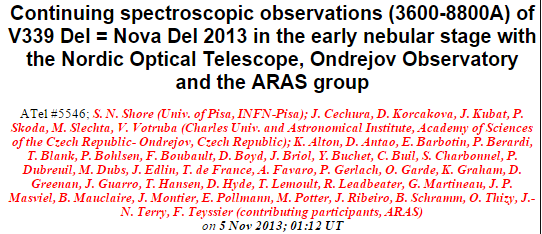 Continuing spectroscopic observations (3600-8800A) of
V339 Del = Nova Del 2013 in the early nebular stage with
the Nordic Optical Telescope, Ondrejov Observatory
and the ARAS group
ATel #5546; S. N. Shore (Univ. of Pisa, INFN-Pisa); J. Cechura, D. Korcakova, J. Kubat, P.
Skoda, M. Slechta, V. Votruba (Charles Univ. and Astronomical Institute, Academy of Sciences
of the Czech Republic- Ondrejov, Czech Republic); K. Alton, D. Antao, E. Barbotin, P. Berardi,
T. Blank, P. Bohlsen, F. Boubault, D. Boyd, J. Briol, Y. Buchet, C. Buil, S. Charbonnel, P.
Dubreuil, M. Dubs, J. Edlin, T. de France, A. Favaro, P. Gerlach, O. Garde, K. Graham, D.
Greenan, J. Guarro, T. Hansen, D. Hyde, T. Lemoult, R. Leadbeater, G. Martineau, J. P.
Masviel, B. Mauclaire, J. Montier, E. Pollmann, M. Potter, J. Ribeiro, B. Schramm, O. Thizy, J.-
N. Terry, F. Teyssier (contributing participants, ARAS)
on 5 Nov 2013; 01:12 UT